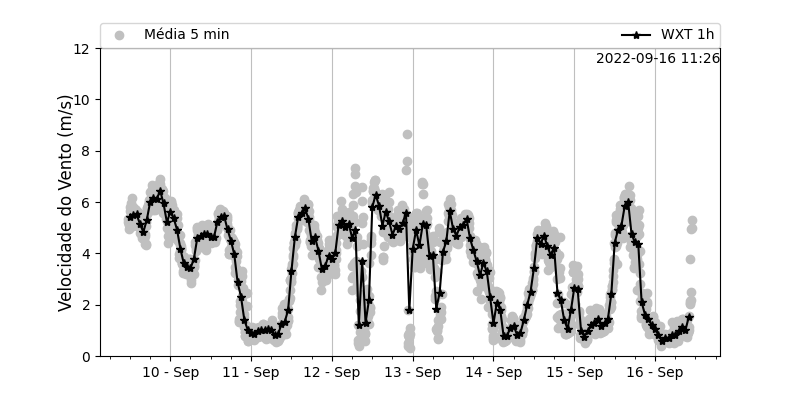 Média 5 min
WXT 1h
2022-09-16 11:26
Velocidade do Vento (m/s)
12
10
8
6
4
2
0
10 - Sep
11 - Sep
12 - Sep
13 - Sep
14 - Sep
15 - Sep
16 - Sep